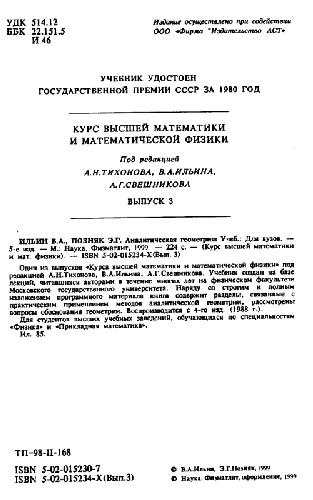 УДК 514.12
ББК 22.151.5
И 46
Издание осуществлено при содействии
ООО «Фирма "Издательство АСТ»
УЧЕБНИК УДОСТОЕН
ГОСУДАРСТВЕННОЙ ПРЕМИИ СССР ЗА 1980 ГОД
КУРС ВЫСШЕЙ МАТЕМАТИКИ
И МАТЕМАТИЧЕСКОЙ ФИЗИКИ
Под редакцией
А.Н.ТИХОНОВА, В.А.ИЛЬИНА,
А.Г.СВЕШНИКОВА
ВЫПУСК 3
ИЛЬИН В.А., ПОЗНЯК Э.Г. Аналитическая геометрия: Учеб.: Для вузов. —
5-е изд. — М.: Наука. Физматлит, 1999. — 224 с. — (Курс высшей математики
и мат. физики). — ISBN 5-02-015234-X(Вып. 3)
Один из выпусков «Курса высшей математики и математической физики» под
редакцией А.Н.Тихонова, В.А.Ильина, А.Г.Свешникова. Учебник создан на базе
лекций, читавшихся авторами в течение многих лет на физическом факультете
Московского государственного университета. Наряду со строгим и полным
изложением программного материала книга содержит разделы, связанные с
практическим применением методов аналитической геометрии, рассмотрены
вопросы обоснования геометрии. Воспроизводится с 4-го изд. (1988 г.).
Для студентов высших учебных заведений, обучающихся по специальностям
«Физика» и «Прикладная математика».
Ил. 85.
ТП-98-II-168
ISBN 5-02-015230-7
ISBN 5-02-015234-X(Вып.3)
© В.А.Ильин, Э.Г.Позняк, 1999
© Наука. Физматлит, оформление, 1999